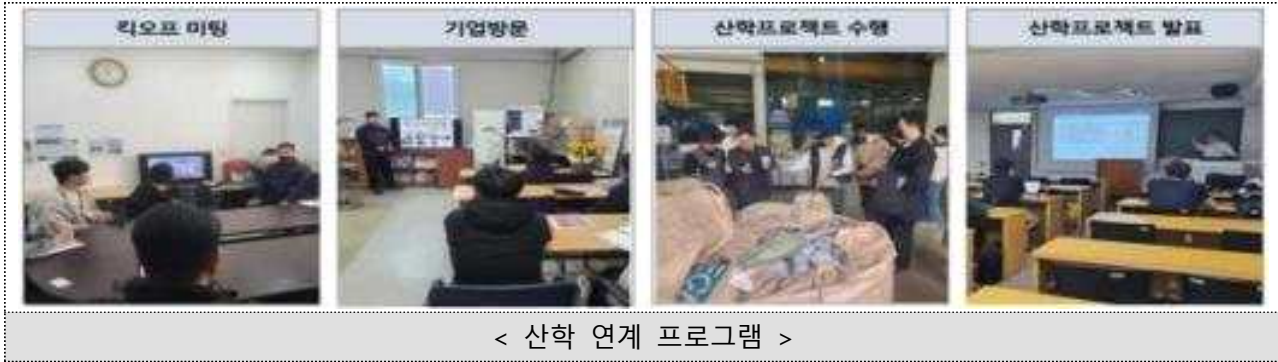 킥오프 미팅
기업방문
산학프로젝트 수행
산학프로젝트 발표
< 산학 연계 프로그램 >